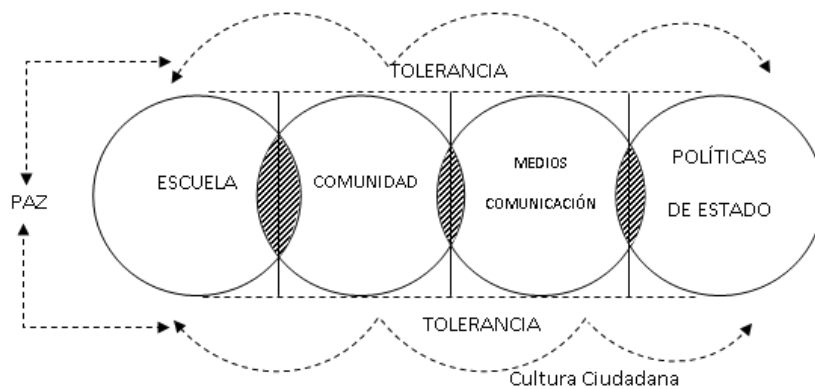 TOLERANCIA
ESCUELA
COMUNIDAD
MEDIOS
COMUNICACIÓN
POLÍTICAS
DE ESTADO
PAZ
TOLERANCIA
Cultura Ciudadana